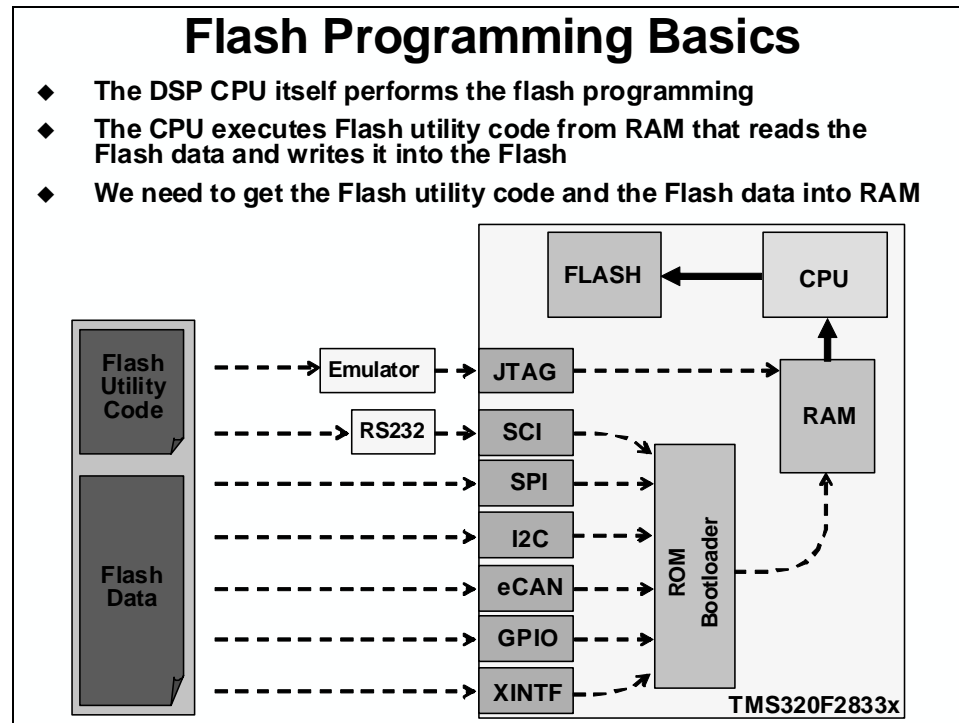 Flash Programming Basics
◆ The DSP CPU itself performs the flash programming
◆ The CPU executes Flash utility code from RAM that reads the
Flash data and writes it into the Flash
◆ We need to get the Flash utility code and the Flash data into RAM
FLASH
CPU
Flash
Utility
Code
Emulator
JTAG
RAM
RS232
SCI
SPI
I2C
Flash
Data
eCAN
GPIO
XINTF
ROM
Bootloader
TMS320F2833x